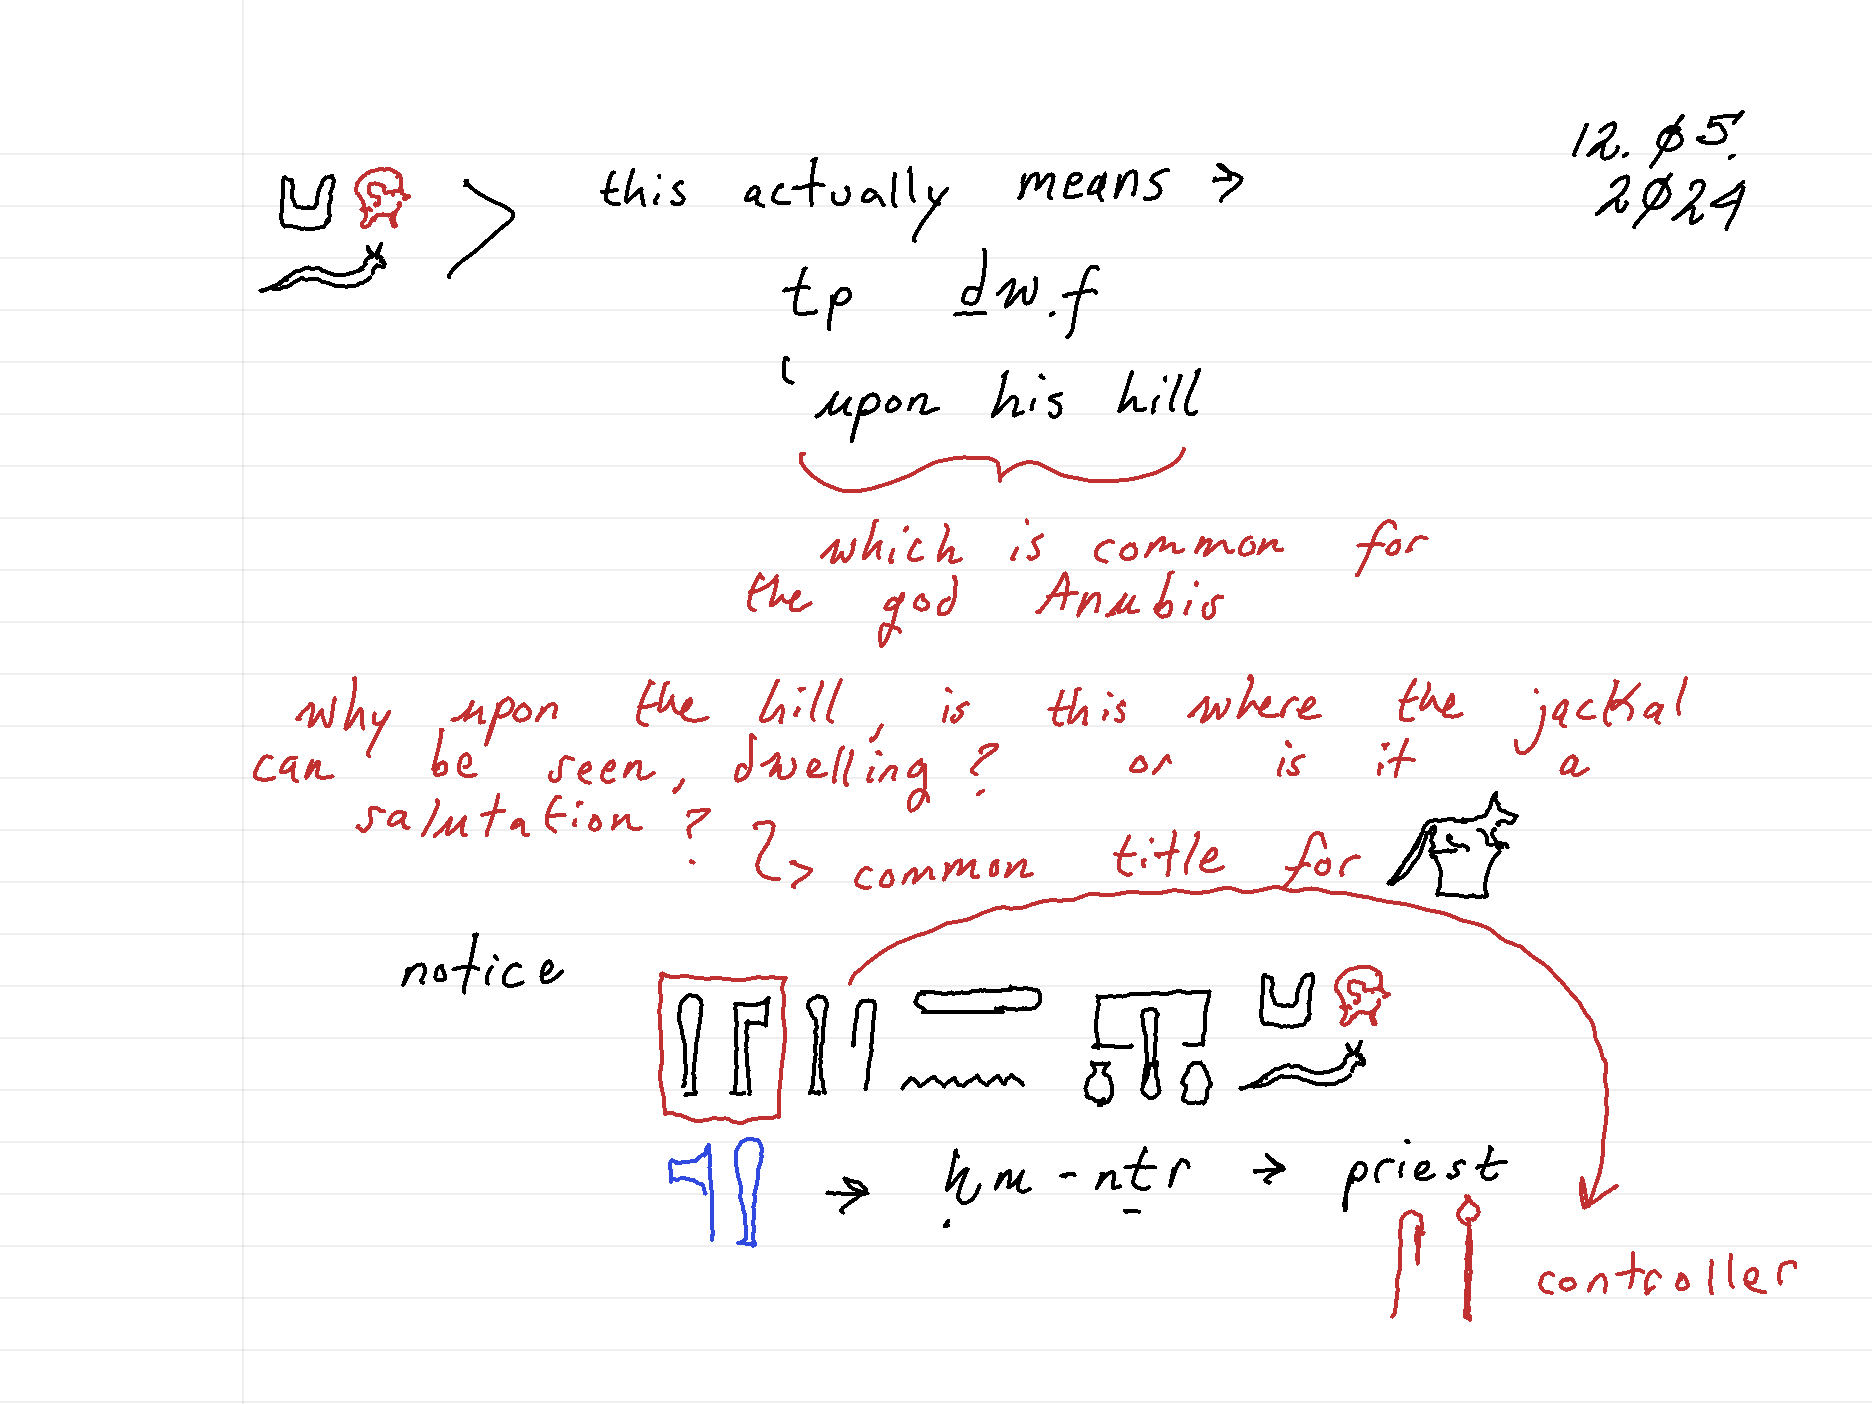 12.ø5.
2ø24
this actually means →
tp ḏw.f
‘upon his hill
which is common for
the god Anubis
why upon the hill, is this where the jackal
can be seen, dwelling? or is it a
salutation?
common title for
notice
ḥm-nṯr → priest
controller